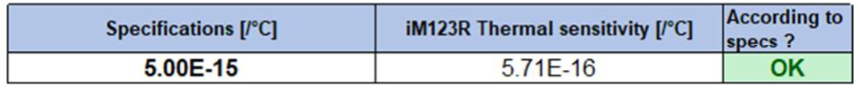 Specifications [/°C] iM123R Thermal sensitivity [/°C] According to
specs ?
5.00E-15 5.71E-16 OK